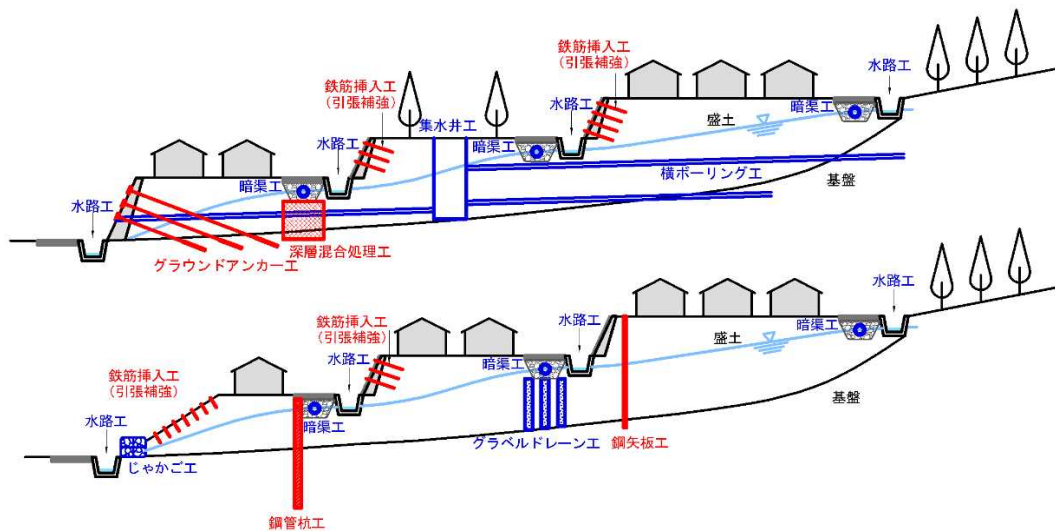 鉄筋挿入工
（引張補強）
水路工
鉄筋挿入工
（引張補強）
水路工
集水井工
水路工
暗渠工
盛土
暗渠工
水路工
横ボーリング工
基盤
暗渠工
水路工
グラウンドアンカー工
深層混合処理工
水路工
鉄筋挿入工
（引張補強）
水路工
水路工
暗渠工
盛土
暗渠工
鉄筋挿入工
（引張補強）
基盤
水路工
暗渠工
グラベルドレーン工
鋼矢板工
じゃかご工
鋼管杭工